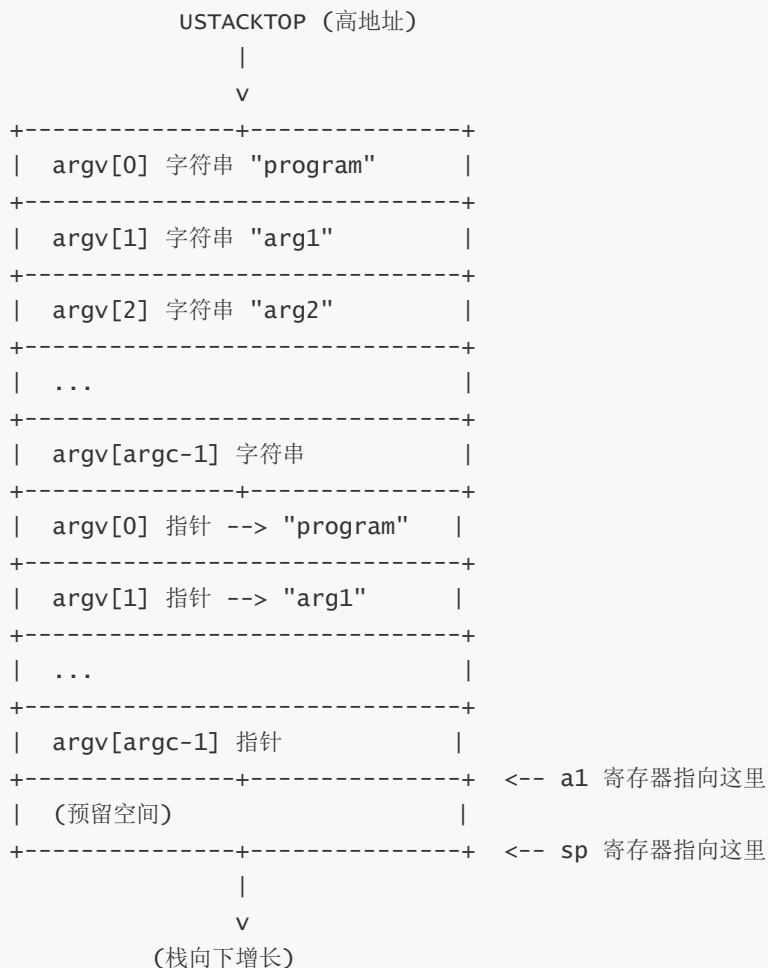 USTACKTOP (高地址)
|
v
+---------------+---------------+
|  argv[0] 字符串 "program"      |
+-------------------------------+
|  argv[1] 字符串 "arg1"         |
+-------------------------------+
|  argv[2] 字符串 "arg2"         |
+-------------------------------+
|  ...                          |
+-------------------------------+
|  argv[argc-1] 字符串           |
+---------------+---------------+
|  argv[0] 指针 --> "program"   |
+-------------------------------+
|  argv[1] 指针 --> "arg1"      |
+-------------------------------+
|  ...                          |
+-------------------------------+
|  argv[argc-1] 指针            |
+---------------+---------------+  <-- a1 寄存器指向这里
|  (预留空间)                    |
+---------------+---------------+  <-- sp 寄存器指向这里
|
v
(栈向下增长)